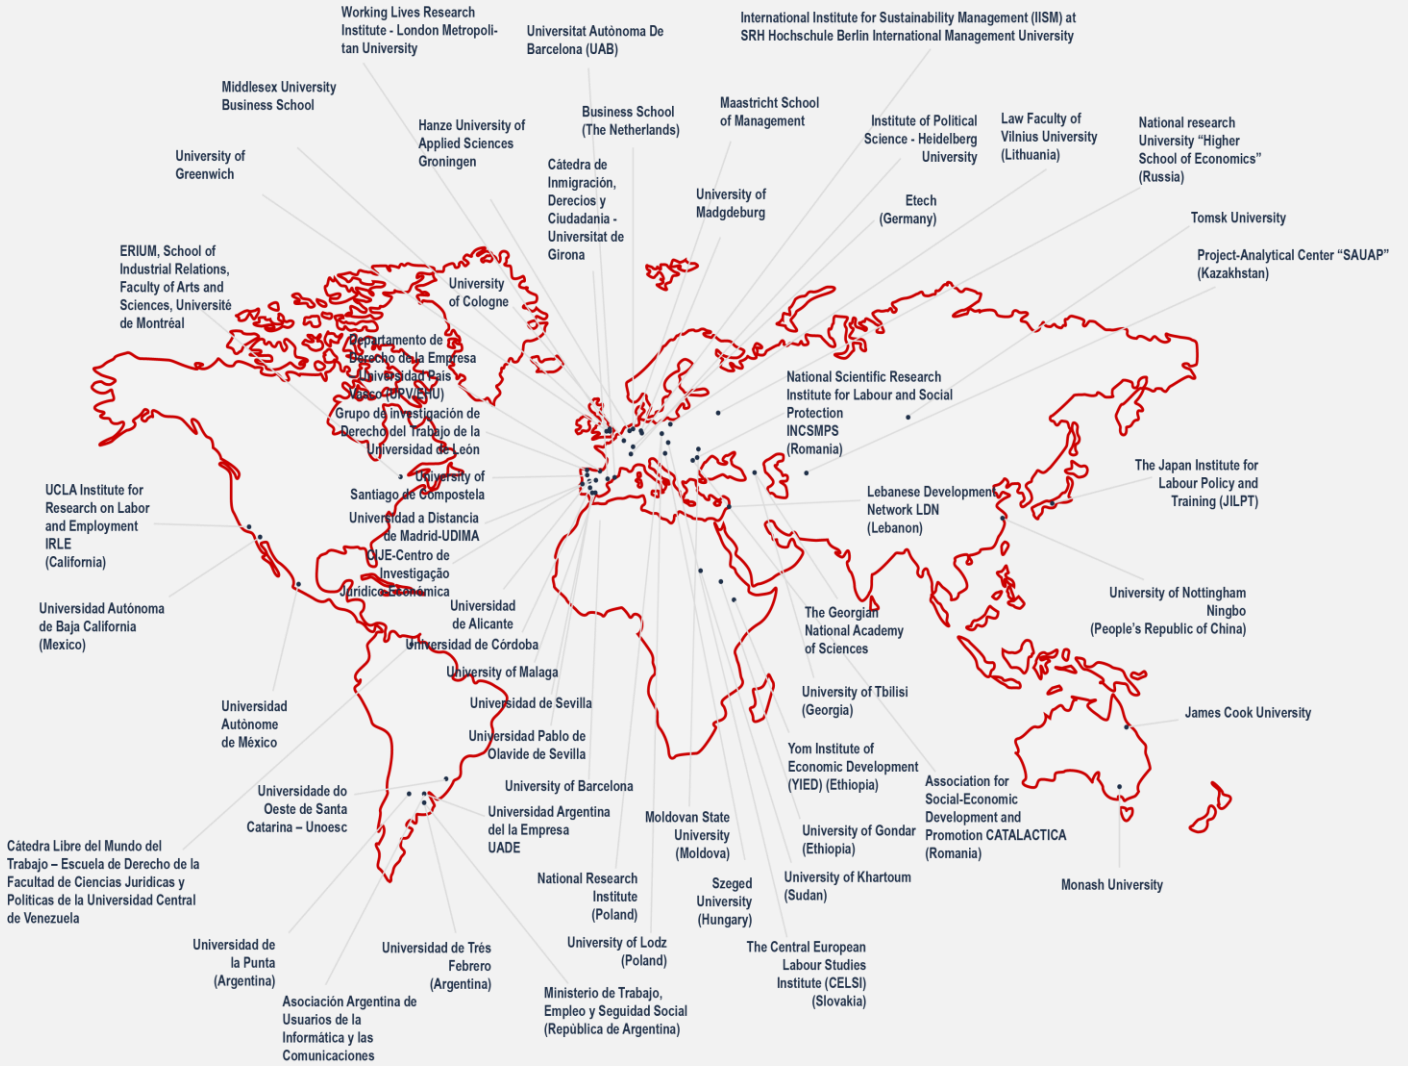 Working Lives Research
Institute - London Metropoli-
tan University
Universitat Autònoma De
Barcelona (UAB)
International Institute for Sustainability Management (IISM) at
SRH Hochschule Berlin International Management University
Middlesex University
Business School
Hanze University of
Applied Sciences
Groningen
Business School
(The Netherlands)
Maastricht School
of Management
Institute of Political
Science - Heidelberg
University
Law Faculty of
Vilnius University
(Lithuania)
National research
University “Higher
School of Economics”
(Russia)
University of
Greenwich
Cátedra de
Inmigración,
Derecios y
Ciudadania -
Universitat de
Girona
University of
Madgdeburg
Etech
(Germany)
Tomsk University
ERIUM, School of
Industrial Relations,
Faculty of Arts and
Sciences, Université
de Montréal
University
of Cologne
Project-Analytical Center “SAUAP”
(Kazakhstan)
Departamento de
Derecho de la Empresa
– Universidad País
Vasco (UPV/EHU)
Grupo de investigación de
Derecho del Trabajo de la
Universidad de León
University of
Santiago de Compostela
Universidad a Distancia
de Madrid-UDIMA
CIJE-Centro de
Investigação
Jurídico-Económica
National Scientific Research
Institute for Labour and Social
Protection
INCSMPS
(Romania)
Lebanese Development
Network LDN
(Lebanon)
The Japan Institute for
Labour Policy and
Training (JILPT)
UCLA Institute for
Research on Labor
and Employment
IRLE
(California)
Universidad Autónoma
de Baja California
(Mexico)
Universidad
de Alicante
Universidad de Córdoba
University of Malaga
Universidad de Sevilla
Universidad Pablo de
Olavide de Sevilla
University of Barcelona
The Georgian
National Academy
of Sciences
University of Nottingham
Ningbo
(People’s Republic of China)
University of Tbilisi
(Georgia)
James Cook University
Universidad
Autònome
de México
Yom Institute of
Economic Development
(YIED) (Ethiopia)
Association for
Social-Economic
Development and
Promotion CATALACTICA
(Romania)
Universidade do
Oeste de Santa
Catarina – Unoesc
Universidad Argentina
del la Empresa
UADE
Moldovan State
University
(Moldova)
University of Gondar
(Ethiopia)
Cátedra Libre del Mundo del
Trabajo – Escuela de Derecho de la
Facultad de Ciencias Juridicas y
Politicas de la Universidad Central
de Venezuela
National Research
Institute
(Poland)
Szeged
University
(Hungary)
University of Khartoum
(Sudan)
Monash University
Universidad de
la Punta
(Argentina)
Universidad de Três
Febrero
(Argentina)
University of Lodz
(Poland)
The Central European
Labour Studies
Institute (CELSI)
(Slovakia)
Asociación Argentina de
Usuarios de la
Informática y las
Comunicaciones
Ministerio de Trabajo,
Empleo y Seguidad Social
(República de Argentina)